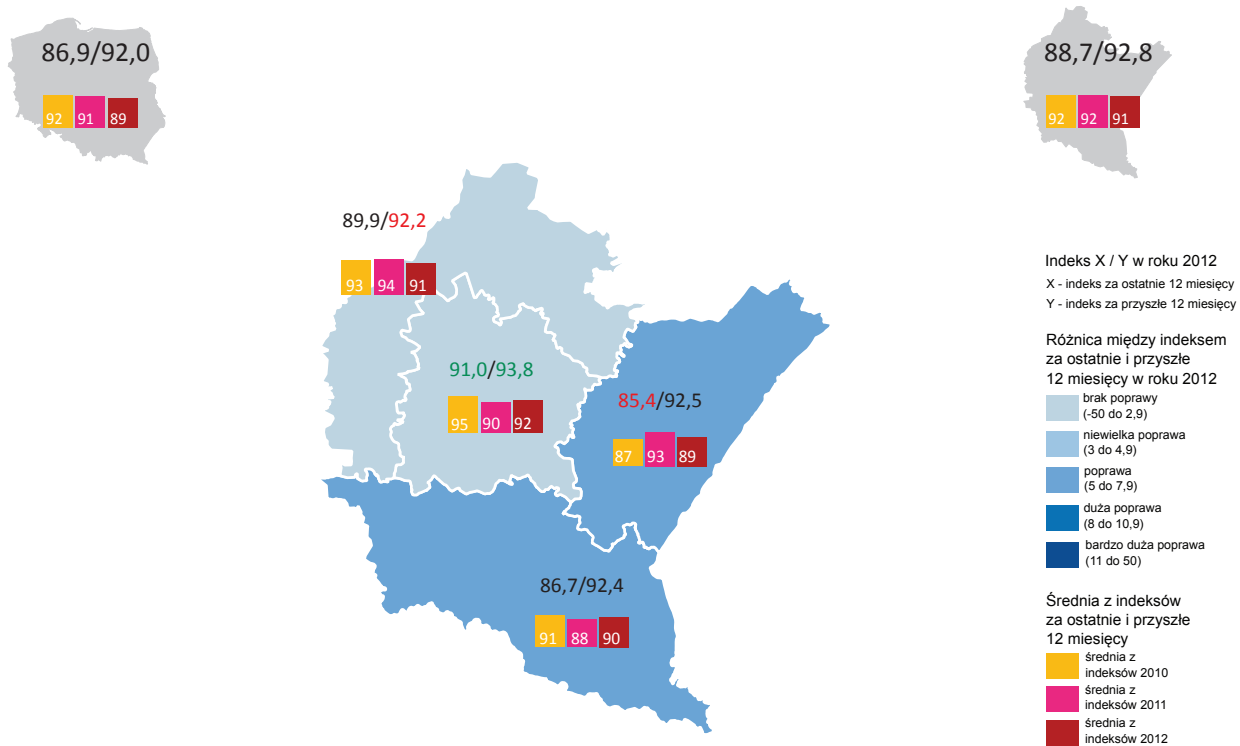 86,9/92,0
92 91 89
88,7/92,8
92 92 91
89,9/92,2
93 94 91
91,0/93,8
95 90 92
85,4/92,5
87 93 89
86,7/92,4
91 88 90
Indeks X / Y w roku 2012
X - indeks za ostatnie 12 miesięcy
Y - indeks za przyszłe 12 miesięcy
Różnica między indeksem
za ostatnie i przyszłe
12 miesięcy w roku 2012
brak poprawy
(-50 do 2,9)
niewielka poprawa
(3 do 4,9)
poprawa
(5 do 7,9)
duża poprawa
(8 do 10,9)
bardzo duża poprawa
(11 do 50)
Średnia z indeksów
za ostatnie i przyszłe
12 miesięcy
średnia z
indeksów 2010
średnia z
indeksów 2011
średnia z
indeksów 2012